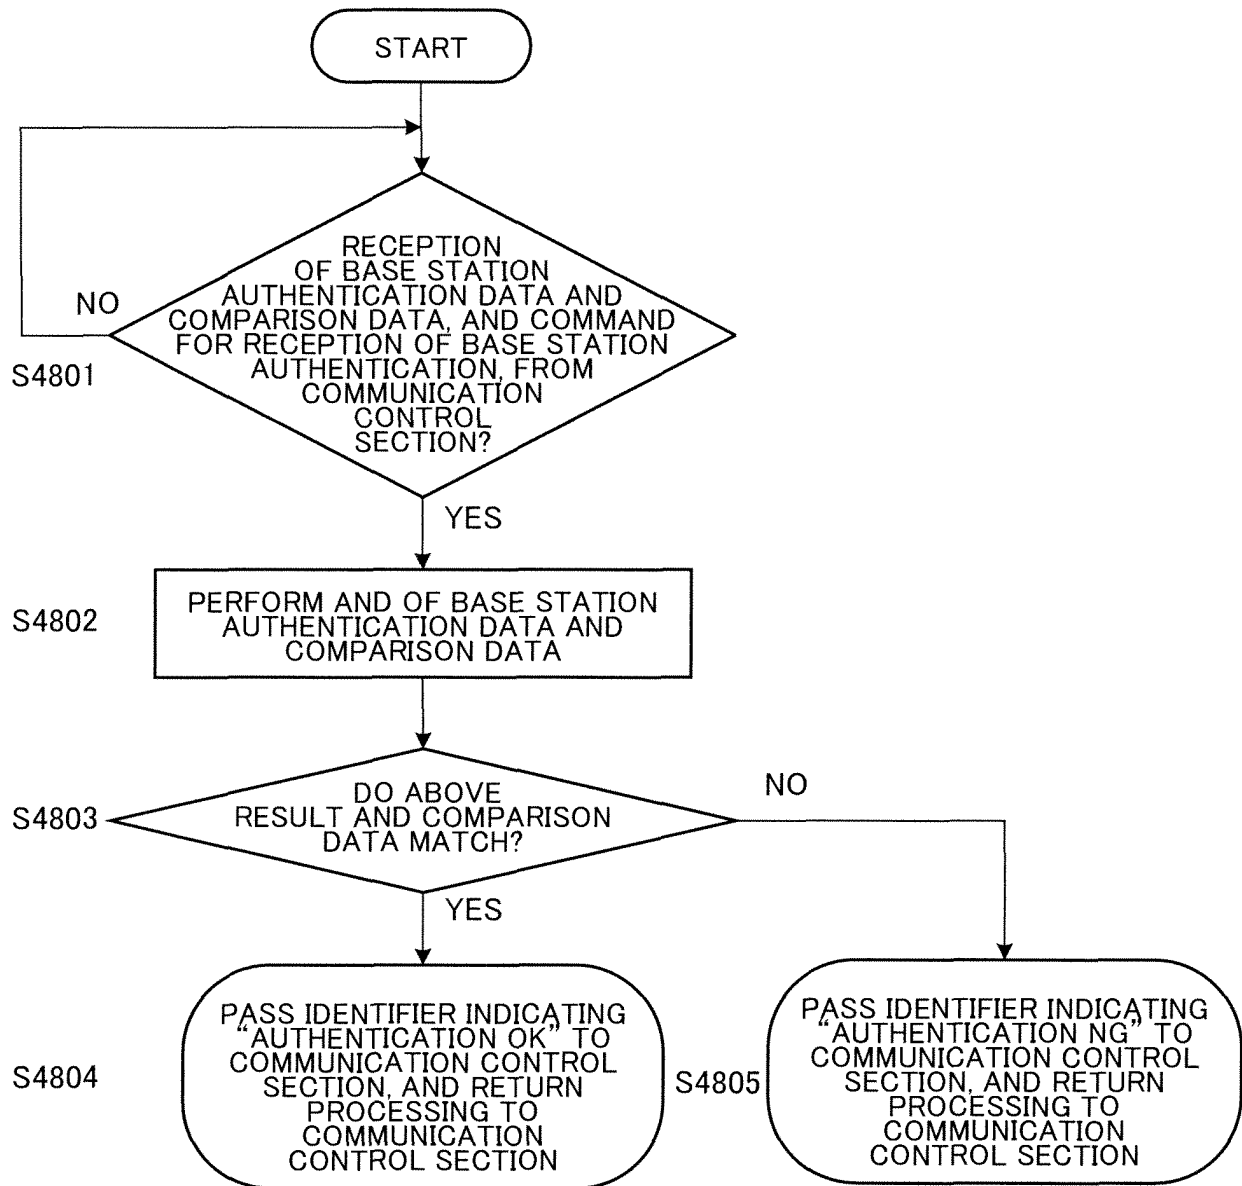 START
RECEPTION
OF BASE STATION
AUTHENTICATION DATA AND
COMPARISON DATA, AND COMMAND
FOR RECEPTION OF BASE STATION
AUTHENTICATION, FROM
COMMUNICATION
CONTROL
SECTION?
NO
S4801
YES
S4802
PERFORM AND OF BASE STATION
AUTHENTICATION DATA AND
COMPARISON DATA
S4803
DO ABOVE
RESULT AND COMPARISON
DATA MATCH?
NO
YES
S4804
PASS IDENTIFIER INDICATING
“AUTHENTICATION OK” TO
COMMUNICATION CONTROL
SECTION, AND RETURN
PROCESSING TO
COMMUNICATION
CONTROL SECTION
S4805
PASS IDENTIFIER INDICATING
“AUTHENTICATION NG” TO
COMMUNICATION CONTROL
SECTION, AND RETURN
PROCESSING TO
COMMUNICATION
CONTROL SECTION